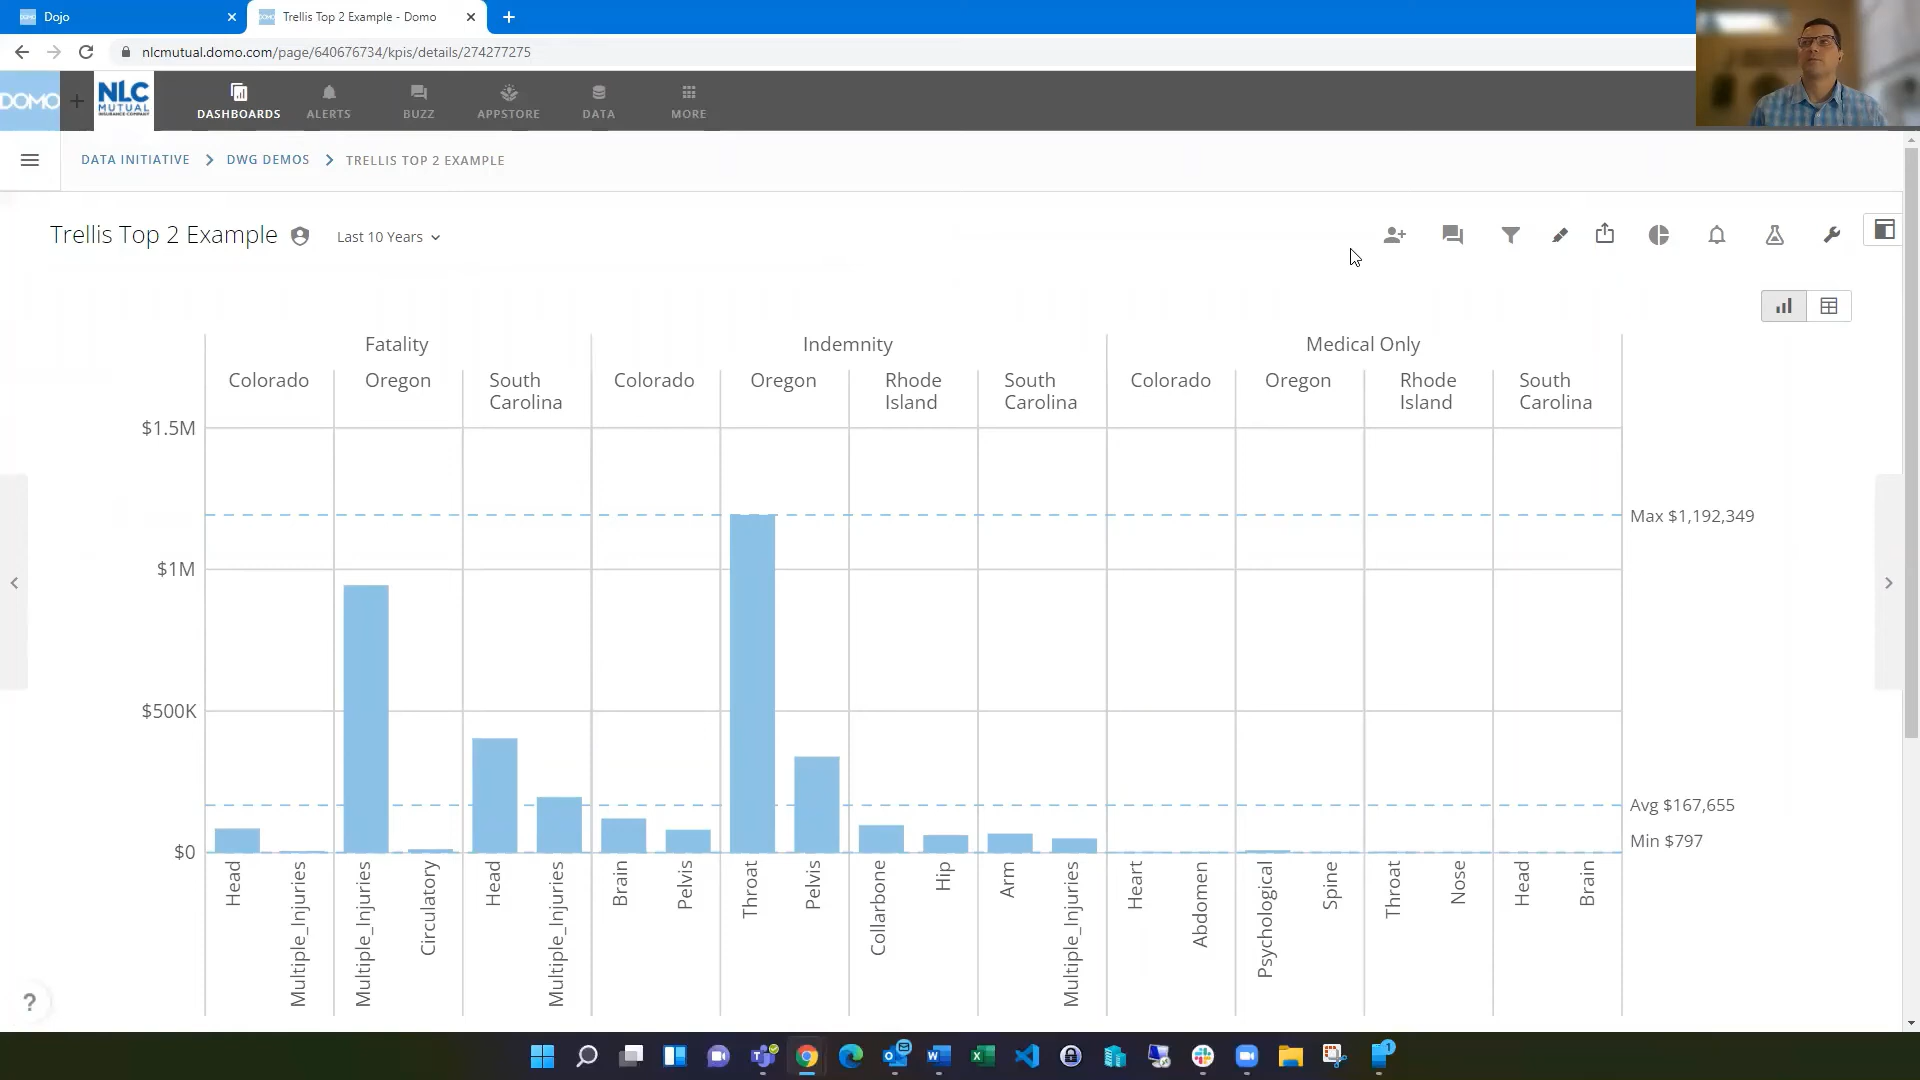 Dojo
Trellis Top 2 Example - Domo
nlcmutual.domo.com/page/640676734/kpis/details/274277275
DOMO
NLC
MUTUAL
INSURANCE COMPANY
DASHBOARDS
ALERTS
BUZZ
APPSTORE
DATA
MORE
DATA INITIATIVE > DWG DEMOS > TRELLIS TOP 2 EXAMPLE
Trellis Top 2 Example
Last 10 Years
Fatality
Indemnity
Medical Only
Colorado
Oregon
South
Carolina
Colorado
Oregon
Rhode
Island
South
Carolina
Colorado
Oregon
Rhode
Island
South
Carolina
$1.5M
$1M
$500K
$0
Max $1,192,349
Avg $167,655
Min $797
Head
Multiple_Injuries
Multiple_Injuries
Circulatory
Head
Multiple_Injuries
Brain
Pelvis
Throat
Pelvis
Collarbone
Hip
Arm
Multiple_Injuries
Heart
Abdomen
Psychological
Spine
Throat
Nose
Head
Brain
?
1